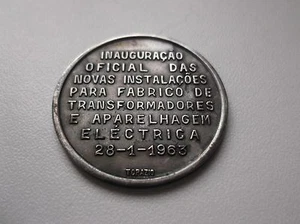 INAUGURAÇÃO
OFICIAL DAS
NOVAS INSTALAÇÕES
PARA FABRICO DE
TRANSFORMADORES
E APARELHAGEM
ELÉCTRICA
28-1-1963